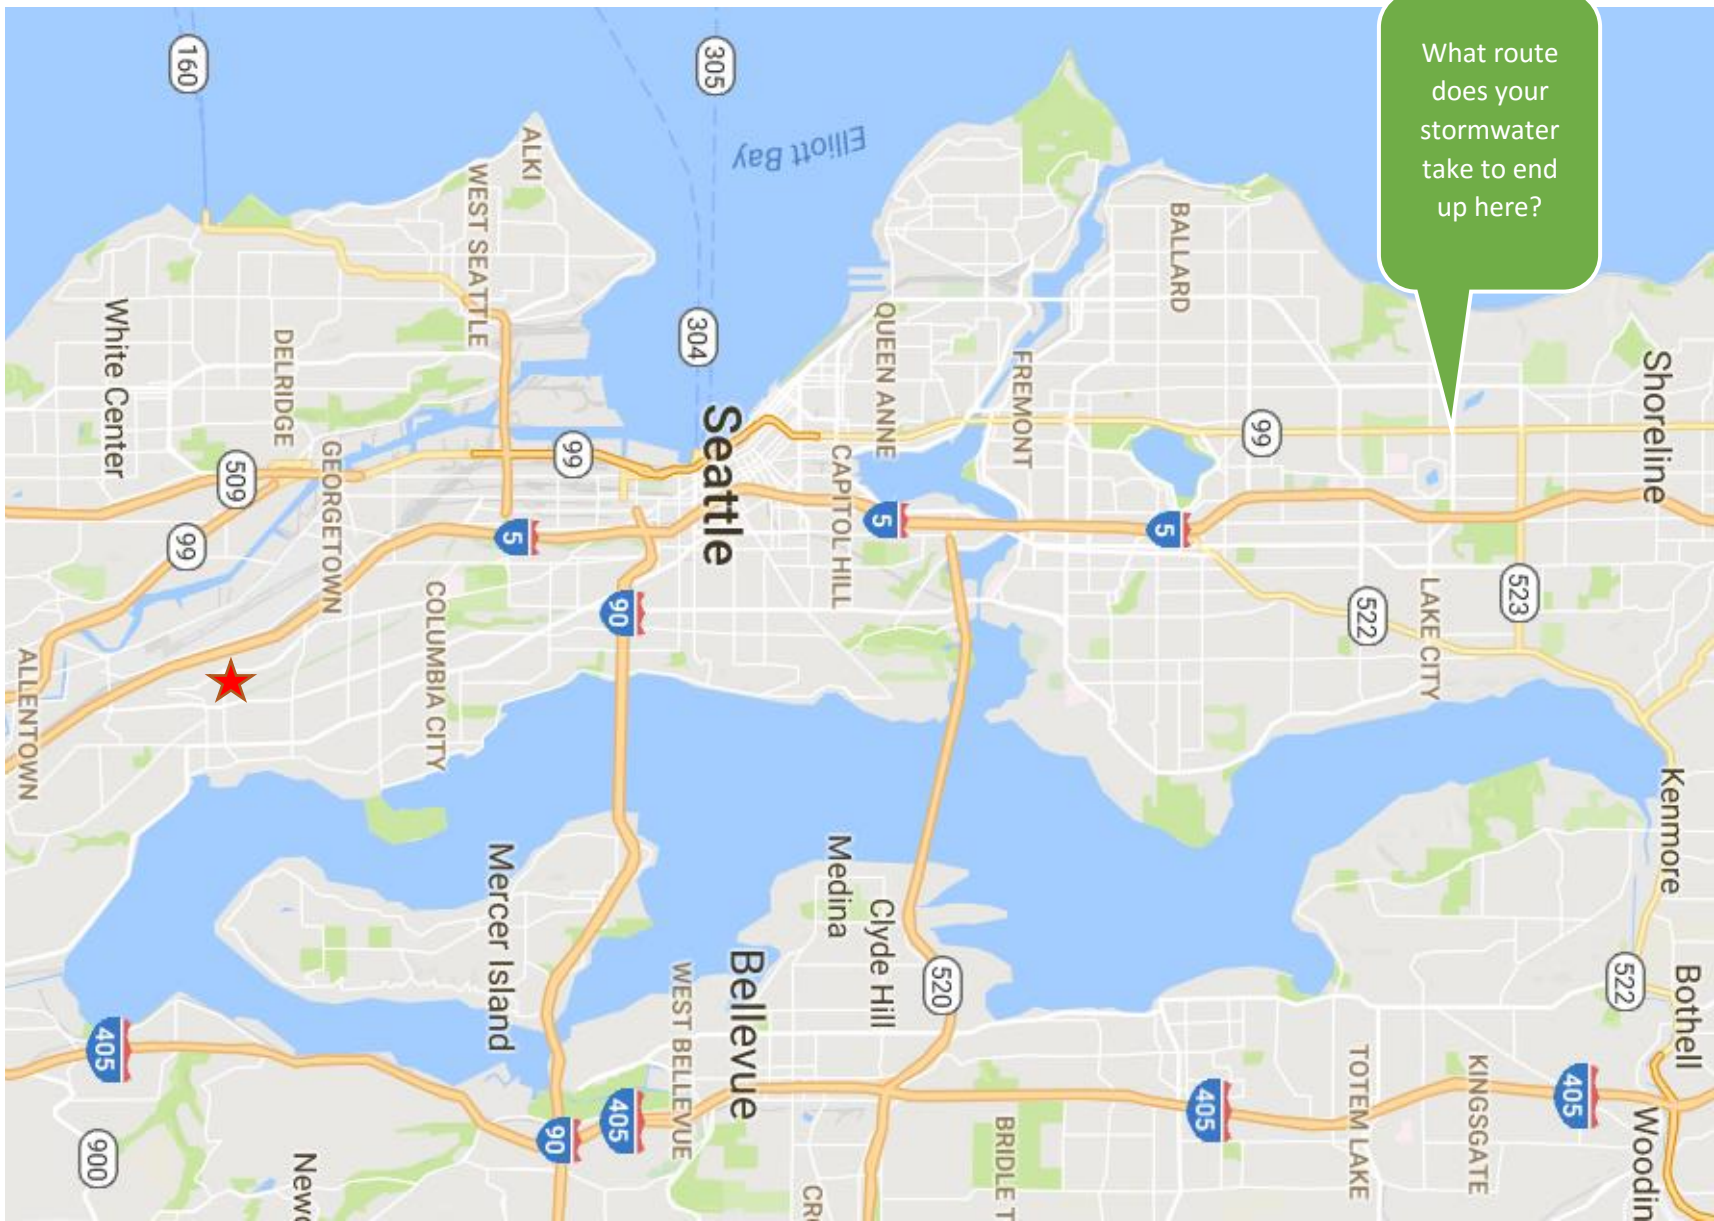 What route
does your
stormwater
take to end
up here?
160
305
304
Elliott Bay
ALKI
WEST SEATTLE
White Center
DELRIDGE
GEORGETOWN
509
99
99
Seattle
QUEEN ANNE
CAPITOL HILL
FREMONT
BALLARD
99
Shoreline
5
5
5
90
522
523
LAKE CITY
COLUMBIA CITY
ALLENTOWN
Kenmore
Mercer Island
Medina
Clyde Hill
520
Bellevue
WEST BELLEVUE
522
Bothell
405
405
405
405
90
900
Newc
CRO
BRIDLE T
TOTEM LAKE
KINGSGATE
Woodin